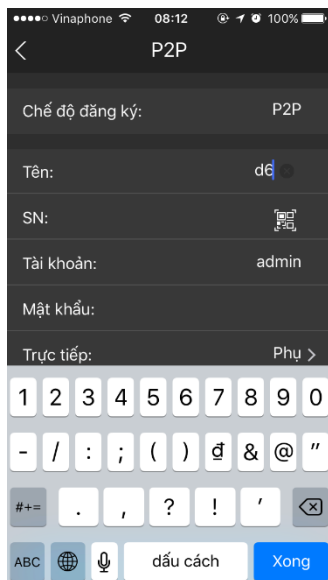 Vinaphone 08:12 100%
P2P
Chế độ đăng ký: P2P
Tên: d6
SN:
Tài khoản: admin
Mật khẩu:
Trực tiếp: Phụ >
1 2 3 4 5 6 7 8 9 0
- / : ; ( ) ₫ & @ "
#+= . , ? ! '
ABC dấu cách Xong